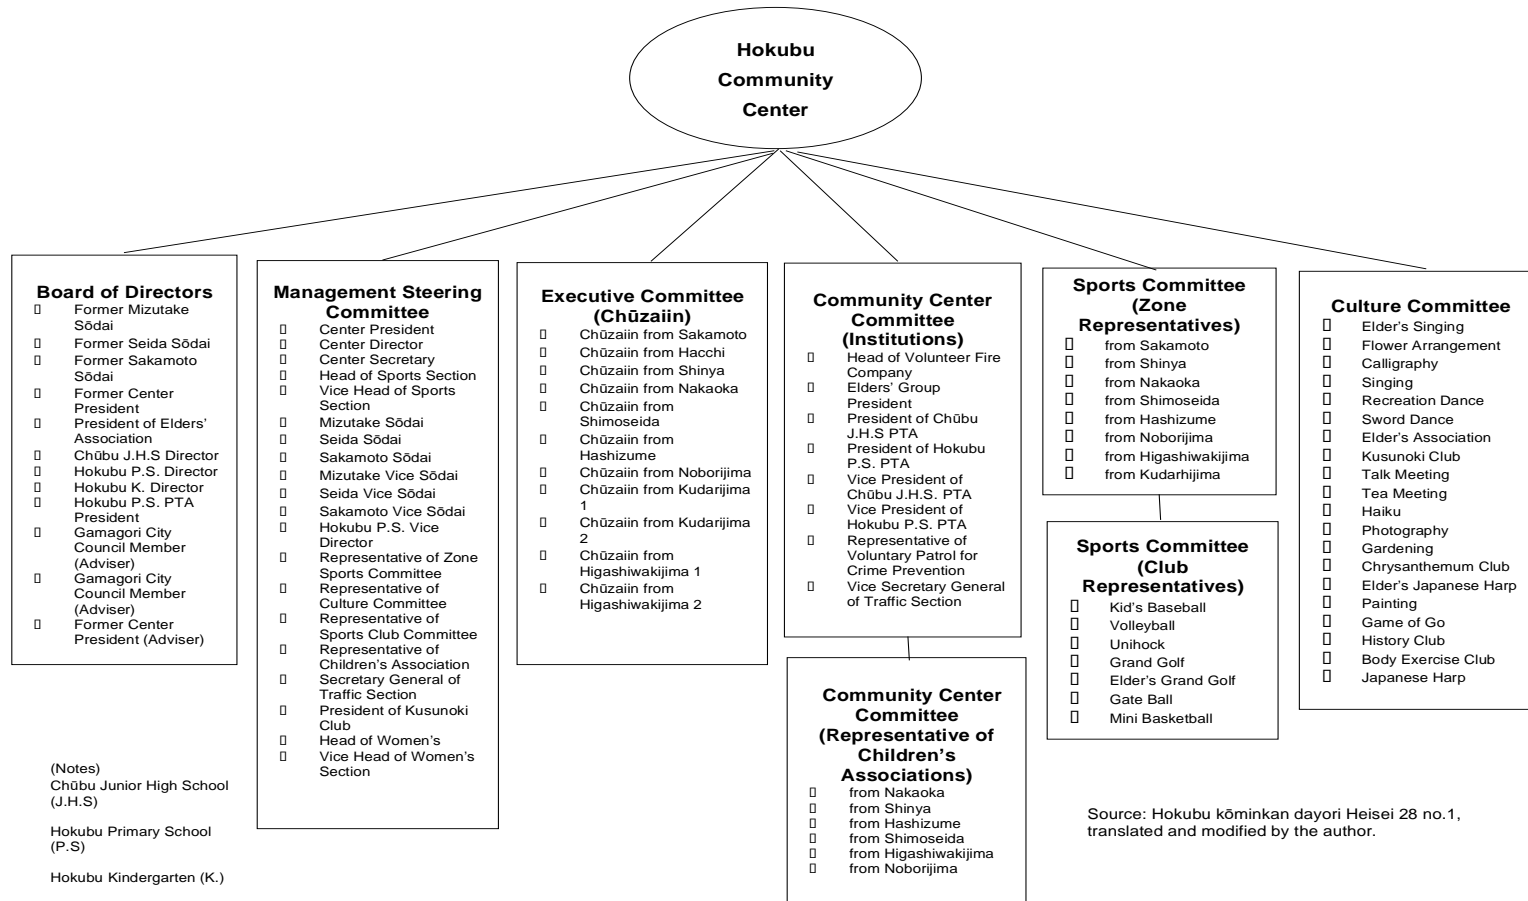 Hokubu
Community
Center
Board of Directors
Former Mizutake
Sōdai
Former Seida Sōdai
Former Sakamoto
Sōdai
Former Center
President
President of Elders'
Association
Chūbu J.H.S Director
Hokubu P.S. Director
Hokubu K. Director
Hokubu P.S. PTA
President
Gamagori City
Council Member
(Adviser)
Gamagori City
Council Member
(Adviser)
Former Center
President (Adviser)
Management Steering
Committee
Center President
Center Director
Center Secretary
Head of Sports Section
Vice Head of Sports
Section
Mizutake Sōdai
Seida Sōdai
Sakamoto Sōdai
Mizutake Vice Sōdai
Seida Vice Sōdai
Sakamoto Vice Sōdai
Hokubu P.S. Vice
Director
Representative of Zone
Sports Committee
Representative of
Culture Committee
Representative of
Sports Club Committee
Representative of
Children's Association
Secretary General of
Traffic Section
President of Kusunoki
Club
Head of Women's
Vice Head of Women's
Section
Executive Committee
(Chūzaiin)
Chūzaiin from Sakamoto
Chūzaiin from Hacchi
Chūzaiin from Shinya
Chūzaiin from Nakaoka
Chūzaiin from
Shimoseida
Chūzaiin from
Hashizume
Chūzaiin from Noborijima
Chūzaiin from Kudarijima
1
Chūzaiin from Kudarijima
2
Chūzaiin from
Higashiwakijima 1
Chūzaiin from
Higashiwakijima 2
Community Center
Committee
(Institutions)
Head of Volunteer Fire
Company
Elders' Group
President
President of Chūbu
J.H.S PTA
President of Hokubu
P.S. PTA
Vice President of
Chūbu J.H.S. PTA
Vice President of
Hokubu P.S. PTA
Representative of
Voluntary Patrol for
Crime Prevention
Vice Secretary General
of Traffic Section
Community Center
Committee
(Representative of
Children's
Associations)
from Nakaoka
from Shinya
from Hashizume
from Shimoseida
from Higashiwakijima
from Noborijima
Sports Committee
(Zone
Representatives)
from Sakamoto
from Shinya
from Nakaoka
from Shimoseida
from Hashizume
from Noborijima
from Higashiwakijima
from Kudarhijima
Sports Committee
(Club
Representatives)
Kid's Baseball
Volleyball
Unihock
Grand Golf
Elder's Grand Golf
Gate Ball
Mini Basketball
Culture Committee
Elder's Singing
Flower Arrangement
Calligraphy
Singing
Recreation Dance
Sword Dance
Elder's Association
Kusunoki Club
Talk Meeting
Tea Meeting
Haiku
Photography
Gardening
Chrysanthemum Club
Elder's Japanese Harp
Painting
Game of Go
History Club
Body Exercise Club
Japanese Harp
(Notes)
Chūbu Junior High School
(J.H.S)
Hokubu Primary School
(P.S)
Hokubu Kindergarten (K.)
Source: Hokubu kōminkan dayori Heisei 28 no.1,
translated and modified by the author.